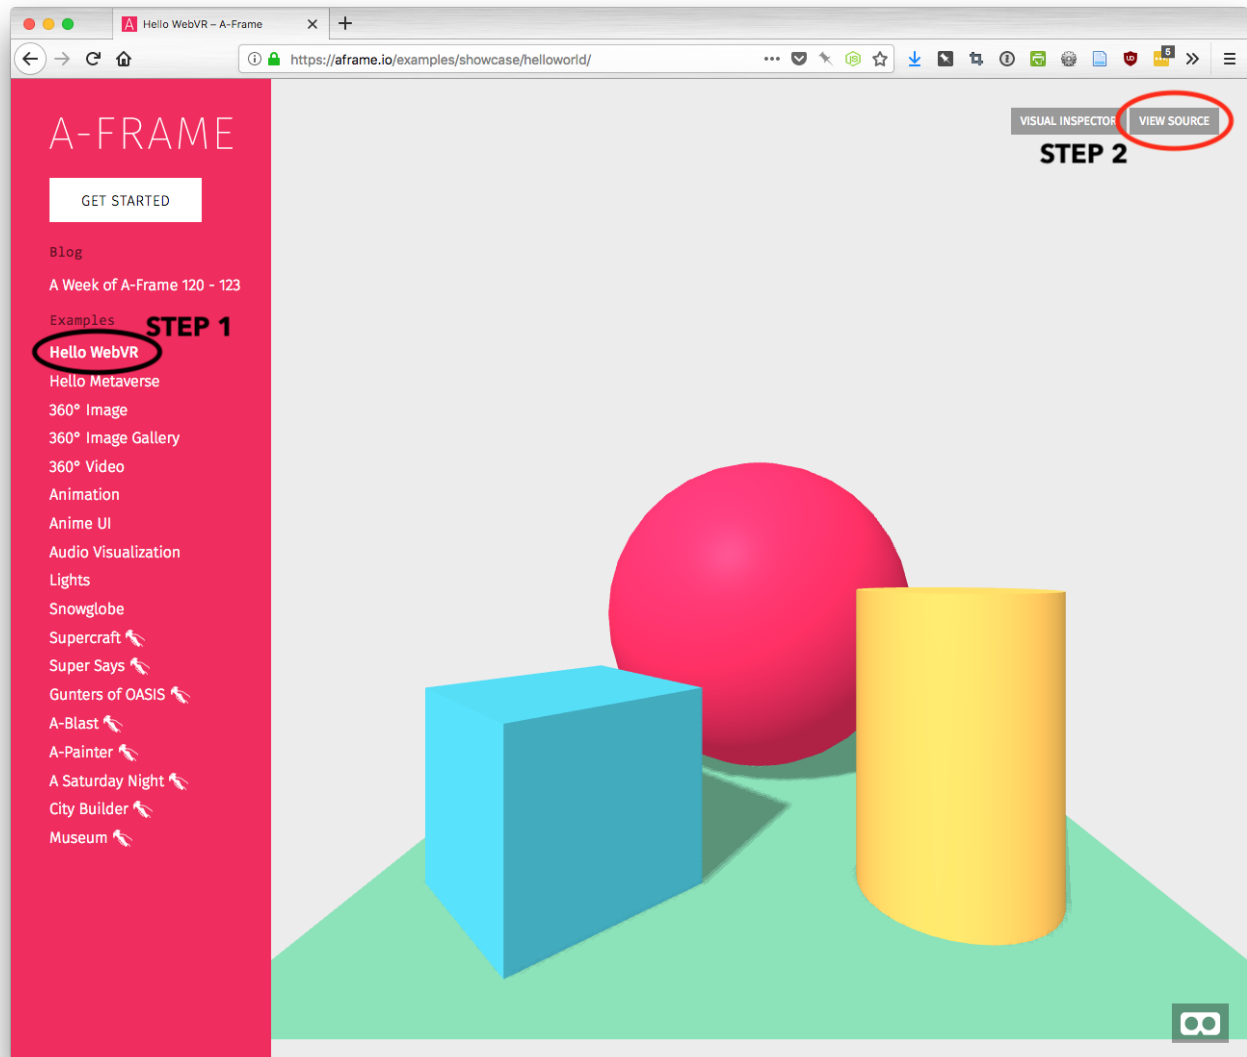 Hello WebVR – A-Frame
https://aframe.io/examples/showcase/helloworld/
5
A-FRAME
GET STARTED
Blog
A Week of A-Frame 120 - 123
Examples
STEP 1
Hello WebVR
Hello Metaverse
360° Image
360° Image Gallery
360° Video
Animation
Anime UI
Audio Visualization
Lights
Snowglobe
Supercraft
Super Says
Gunters of OASIS
A-Blast
A-Painter
A Saturday Night
City Builder
Museum
VISUAL INSPECTOR
VIEW SOURCE
STEP 2